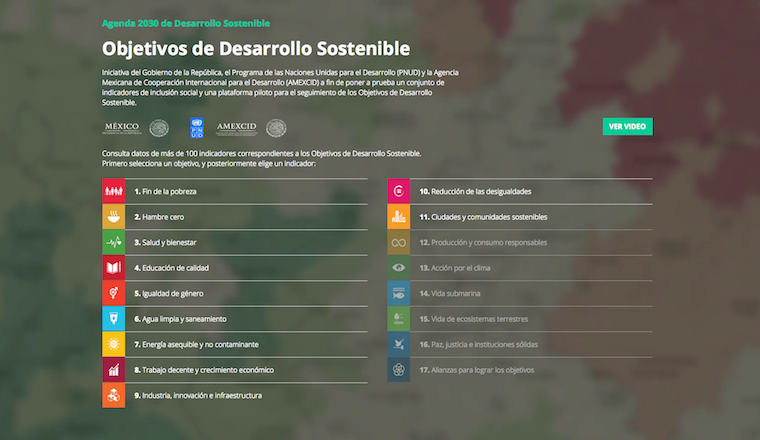 Agenda 2030 de Desarrollo Sostenible
Objetivos de Desarrollo Sostenible
Iniciativa del Gobierno de la República, el Programa de las Naciones Unidas para el Desarrollo (PNUD) y la Agencia
Mexicana de Cooperación Internacional para el Desarrollo (AMEXCID) a fin de poner a prueba un conjunto de
indicadores de inclusión social y una plataforma piloto para el seguimiento de los Objetivos de Desarrollo
Sostenible.
MÉXICO
PNUD
AMEXCID
VER VIDEO
Consulta datos de más de 100 indicadores correspondientes a los Objetivos de Desarrollo Sostenible.
Primero selecciona un objetivo, y posteriormente elige un indicador:
1. Fin de la pobreza
2. Hambre cero
3. Salud y bienestar
4. Educación de calidad
5. Igualdad de género
6. Agua limpia y saneamiento
7. Energía asequible y no contaminante
8. Trabajo decente y crecimiento económico
9. Industria, innovación e infraestructura
10. Reducción de las desigualdades
11. Ciudades y comunidades sostenibles
12. Producción y consumo responsables
13. Acción por el clima
14. Vida submarina
15. Vida de ecosistemas terrestres
16. Paz, justicia e instituciones sólidas
17. Alianzas para lograr los objetivos